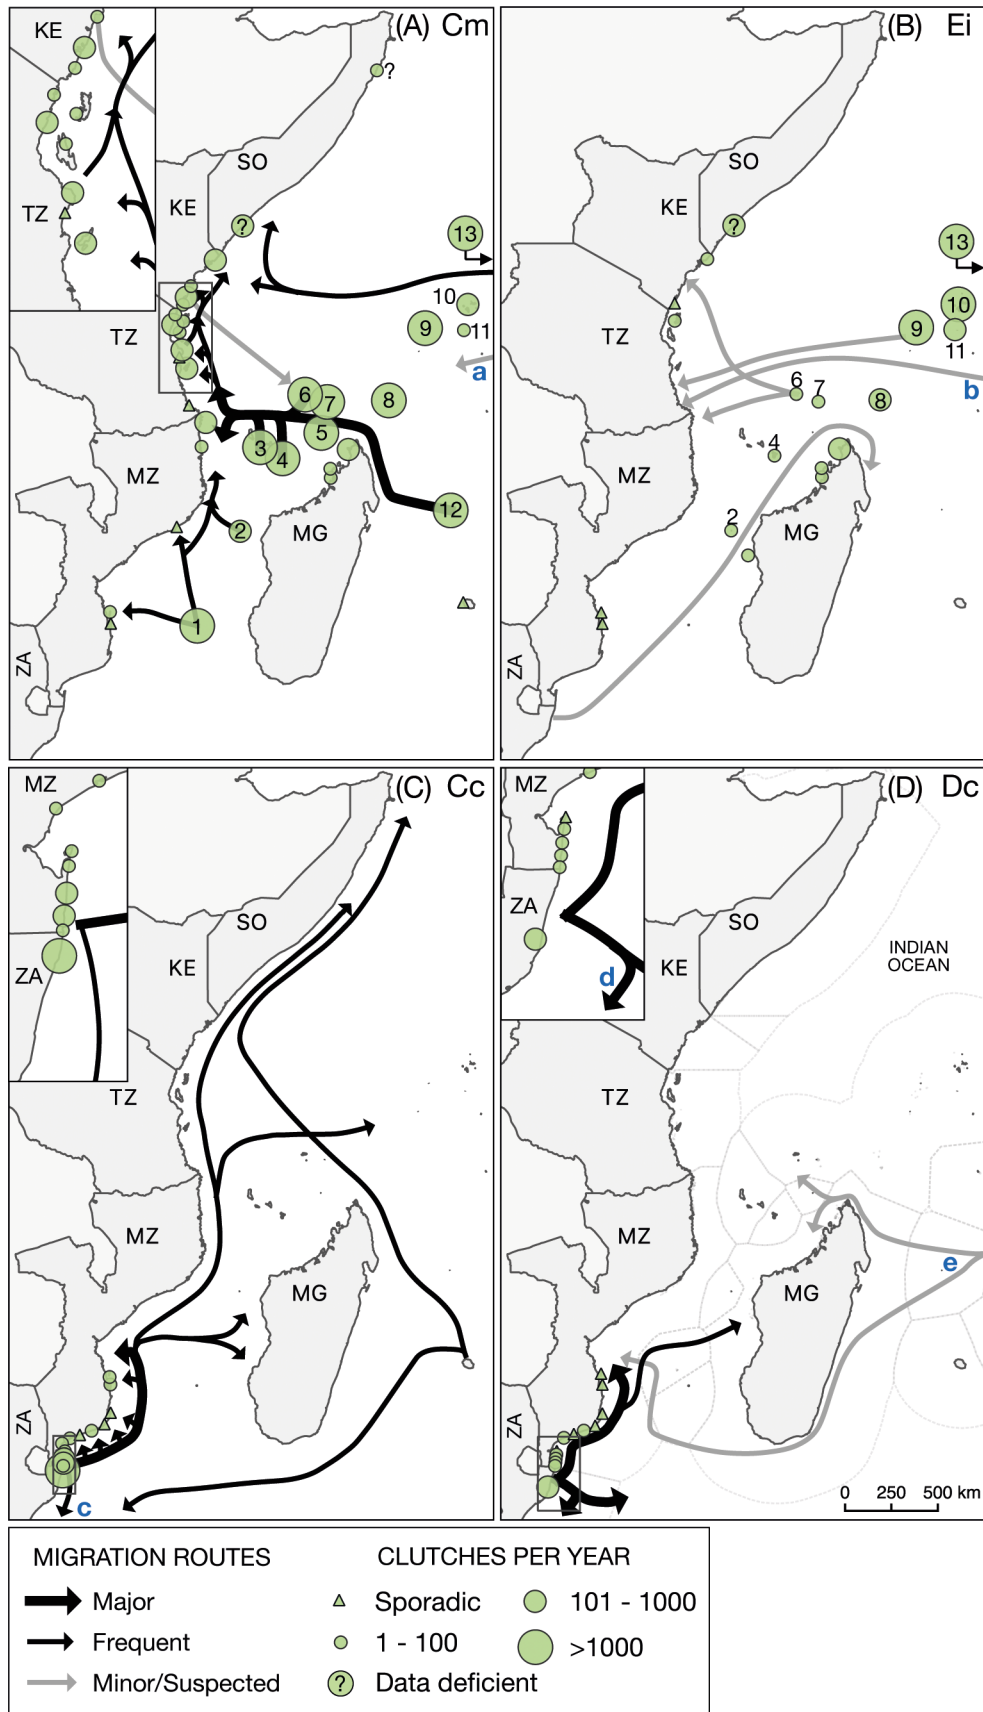 (A) Cm
KE
TZ
?
SO
KE
?
TZ
13
10
9
11
a
6
7
8
5
3
4
12
MZ
MG
2
1
ZA
(B) Ei
SO
KE
?
13
10
TZ
9
11
b
6
7
8
4
MZ
2
MG
ZA
(C) Cc
MZ
ZA
SO
KE
TZ
MZ
MG
ZA
c
(D) Dc
MZ
ZA
d
SO
KE
INDIAN
OCEAN
TZ
MZ
e
MG
ZA
0 250 500 km
MIGRATION ROUTES
Major
Frequent
Minor/Suspected
CLUTCHES PER YEAR
Sporadic
1 - 100
? Data deficient
101 - 1000
>1000